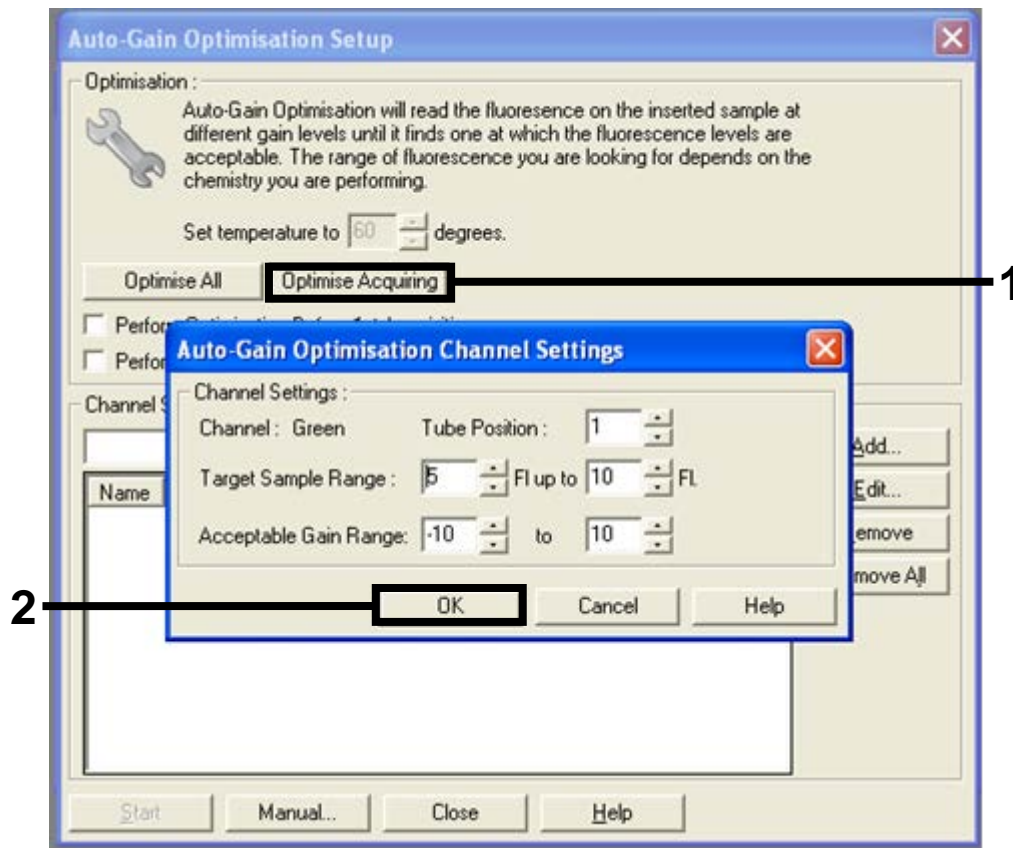 Auto-Gain Optimisation Setup
Optimisation :
Auto-Gain Optimisation will read the fluoresence on the inserted sample at
different gain levels until it finds one at which the fluorescence levels are
acceptable. The range of fluorescence you are looking for depends on the
chemistry you are performing.
Set temperature to 60 degrees.
Optimise All Optimise Acquiring 1
Auto-Gain Optimisation Channel Settings
Channel Settings :
Channel : Green Tube Position : 1
Add...
Target Sample Range : 5 Fl up to 10 Fl.
Name Edit...
Acceptable Gain Range: -10 to 10
2 OK Cancel Help
Start Manual... Close Help